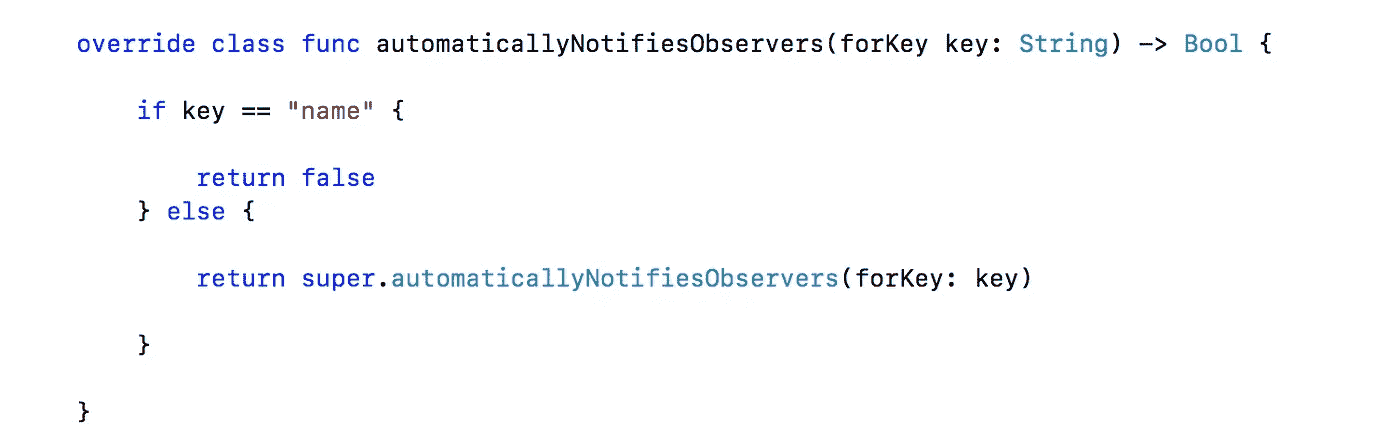 override class func automaticallyNotifiesObservers(forKey key: String) -> Bool {
if key == "name" {
return false
} else {
return super.automaticallyNotifiesObservers(forKey: key)
}
}